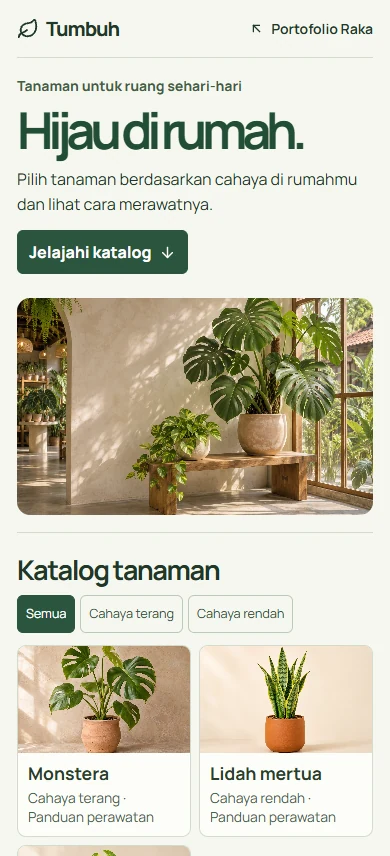 Tumbuh
Portofolio Raka
Tanaman untuk ruang sehari-hari
Hijau di rumah.
Pilih tanaman berdasarkan cahaya di rumahmu
dan lihat cara merawatnya.
Jelajahi katalog ↓
Katalog tanaman
Semua
Cahaya terang
Cahaya rendah
Monstera
Cahaya terang ·
Panduan perawatan
Lidah mertua
Cahaya rendah ·
Panduan perawatan